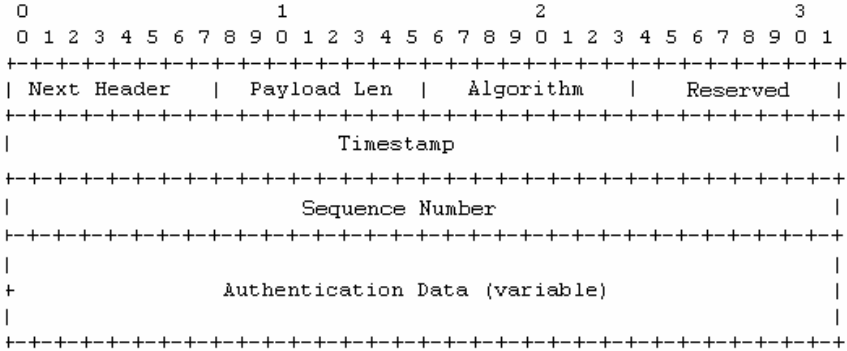 0                   1                   2                   3
0 1 2 3 4 5 6 7 8 9 0 1 2 3 4 5 6 7 8 9 0 1 2 3 4 5 6 7 8 9 0 1
+-+-+-+-+-+-+-+-+-+-+-+-+-+-+-+-+-+-+-+-+-+-+-+-+-+-+-+-+-+-+-+-+
| Next Header | Payload Len | Algorithm | Reserved |
+-+-+-+-+-+-+-+-+-+-+-+-+-+-+-+-+-+-+-+-+-+-+-+-+-+-+-+-+-+-+-+-+
| Timestamp |
+-+-+-+-+-+-+-+-+-+-+-+-+-+-+-+-+-+-+-+-+-+-+-+-+-+-+-+-+-+-+-+-+
| Sequence Number |
+-+-+-+-+-+-+-+-+-+-+-+-+-+-+-+-+-+-+-+-+-+-+-+-+-+-+-+-+-+-+-+-+
| |
+ Authentication Data (variable) |
| |
+-+-+-+-+-+-+-+-+-+-+-+-+-+-+-+-+-+-+-+-+-+-+-+-+-+-+-+-+-+-+-+-+